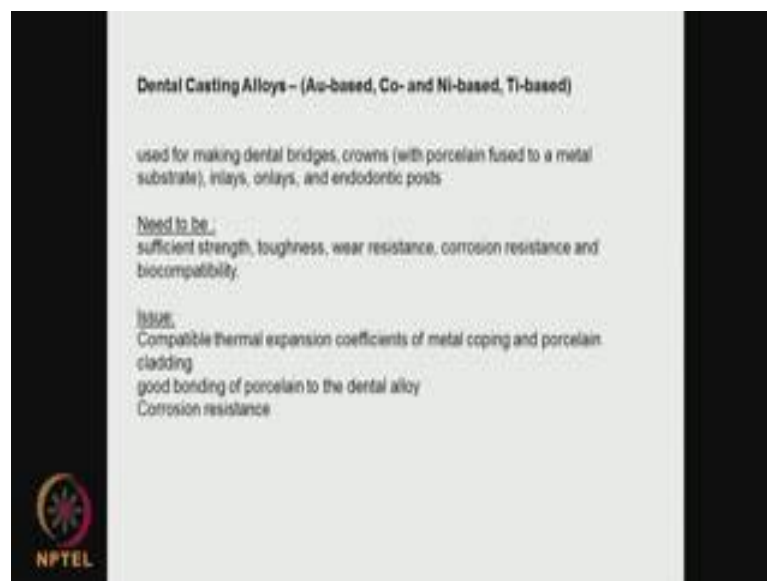 Dental Casting Alloys – (Au-based, Co- and Ni-based, Ti-based)
used for making dental bridges, crowns (with porcelain fused to a metal
substrate), inlays, onlays, and endodontic posts
Need to be :
sufficient strength, toughness, wear resistance, corrosion resistance and
biocompatibility.
Issue:
Compatible thermal expansion coefficients of metal coping and porcelain
cladding
good bonding of porcelain to the dental alloy
Corrosion resistance
NPTEL